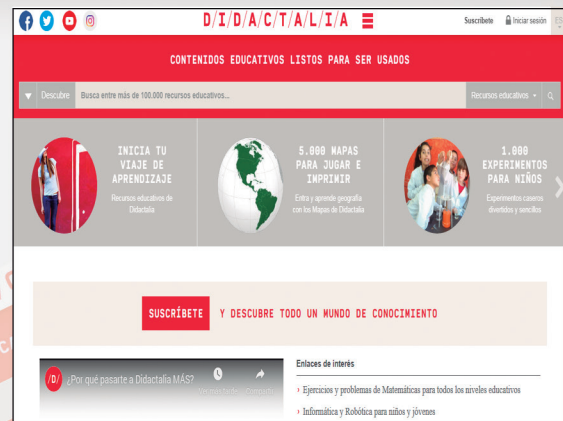 D/I/D/A/C/T/A/L/I/A
Suscríbete
Iniciar sesión
ES
CONTENIDOS EDUCATIVOS LISTOS PARA SER USADOS
Descubre
Busca entre más de 100.000 recursos educativos...
Recursos educativos
INICIA TU
VIAJE DE
APRENDIZAJE
Recursos educativos de
Didactalia
5.000 MAPAS
PARA JUGAR E
IMPRIMIR
Entra y aprende geografía
con los Mapas de Didactalia
1.000
EXPERIMENTOS
PARA NIÑOS
Experimentos caseros
divertidos y sencillos
SUSCRÍBETE Y DESCUBRE TODO UN MUNDO DE CONOCIMIENTO
/D/ ¿Por qué pasarte a Didactalia MÁS?
Enlaces de interés
Ejercicios y problemas de Matemáticas para todos los niveles educativos
Informática y Robótica para niños y jóvenes